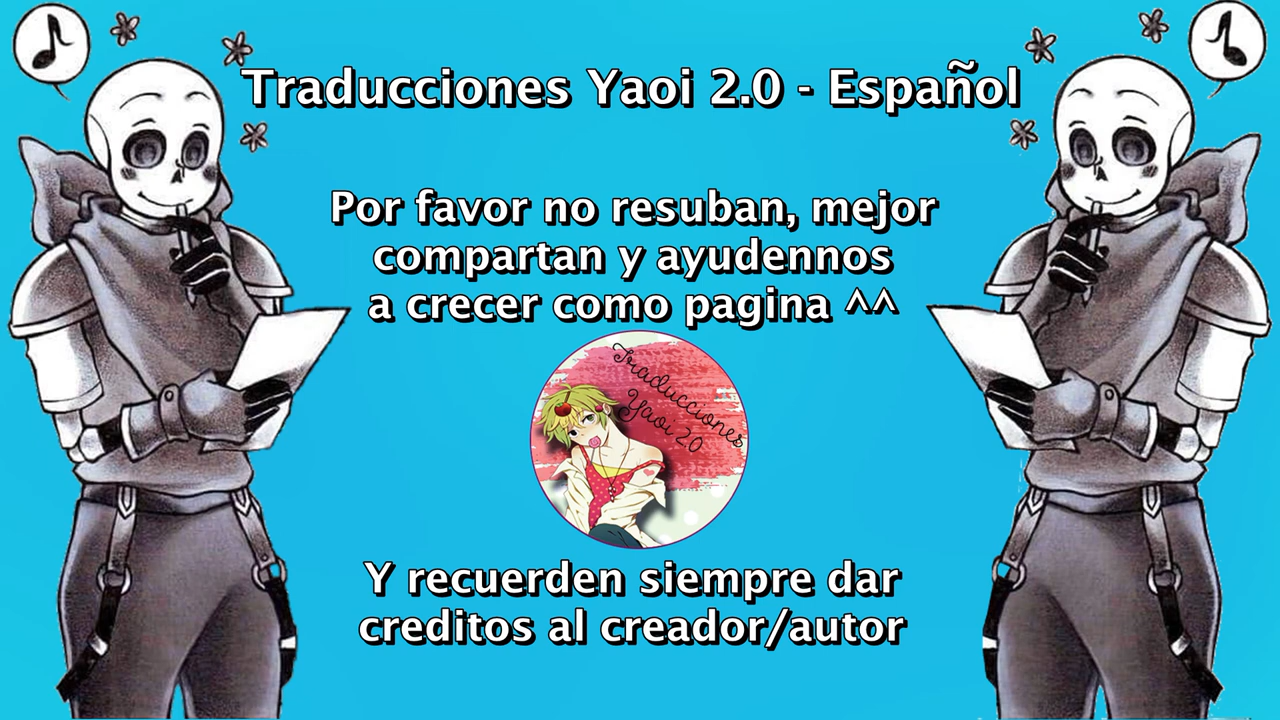 Traducciones Yaoi 2.0 - Español
Por favor no resuban, mejor
compartan y ayudennos
a crecer como pagina ^^
Traducciones
Yaoi 2.0
Y recuerden siempre dar
creditos al creador/autor